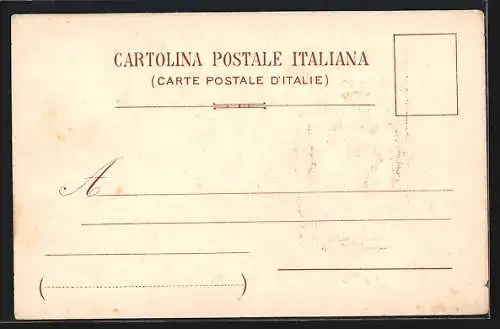 CARTOLINA POSTALE ITALIANA
(CARTE POSTALE D'ITALIE)
A
( )